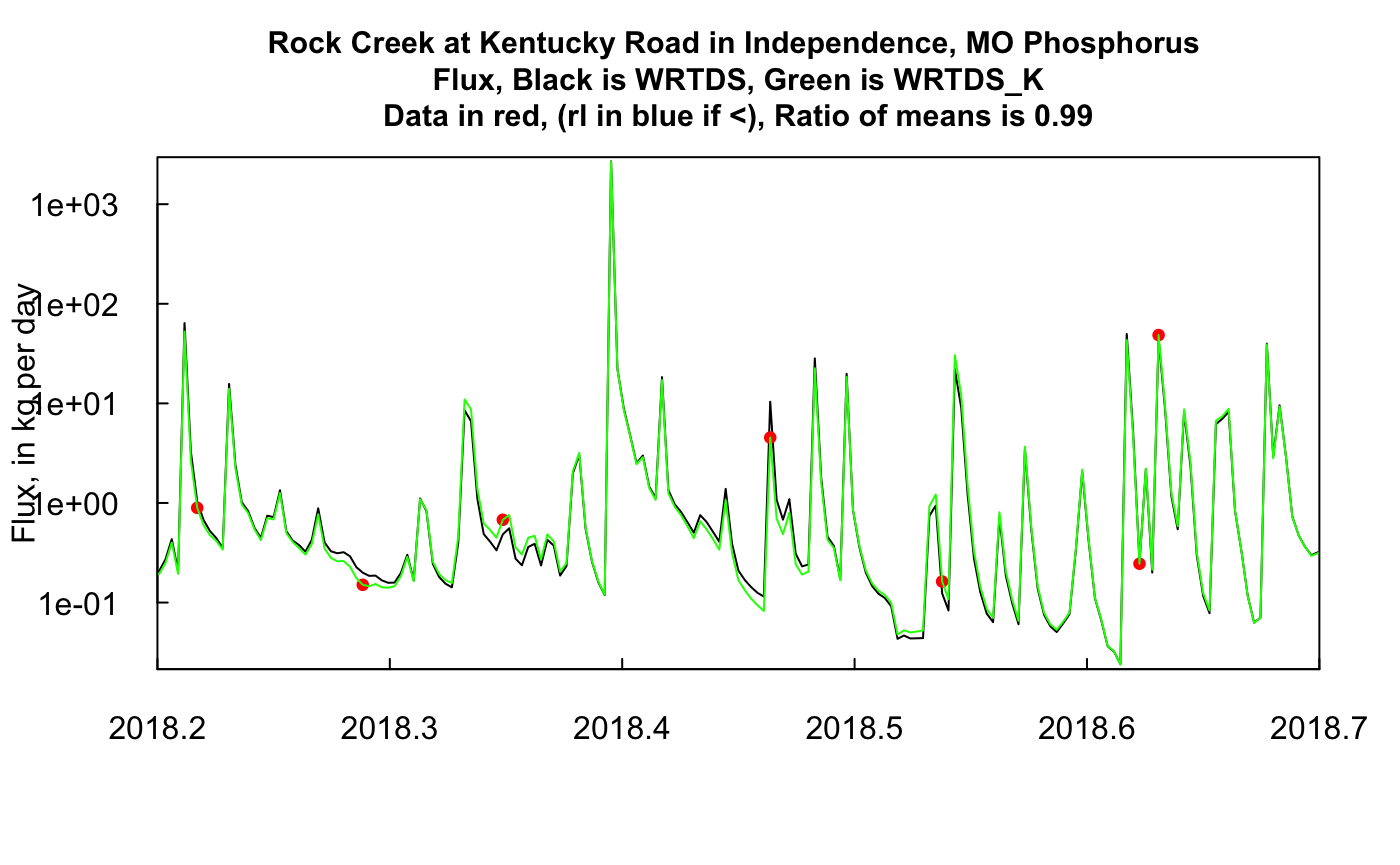 Rock Creek at Kentucky Road in Independence, MO Phosphorus
Flux, Black is WRTDS, Green is WRTDS_K
Data in red, (rl in blue if <), Ratio of means is 0.99
Flux, in kg per day
1e+03
1e+02
1e+01
1e+00
1e-01
2018.2 2018.3 2018.4 2018.5 2018.6 2018.7